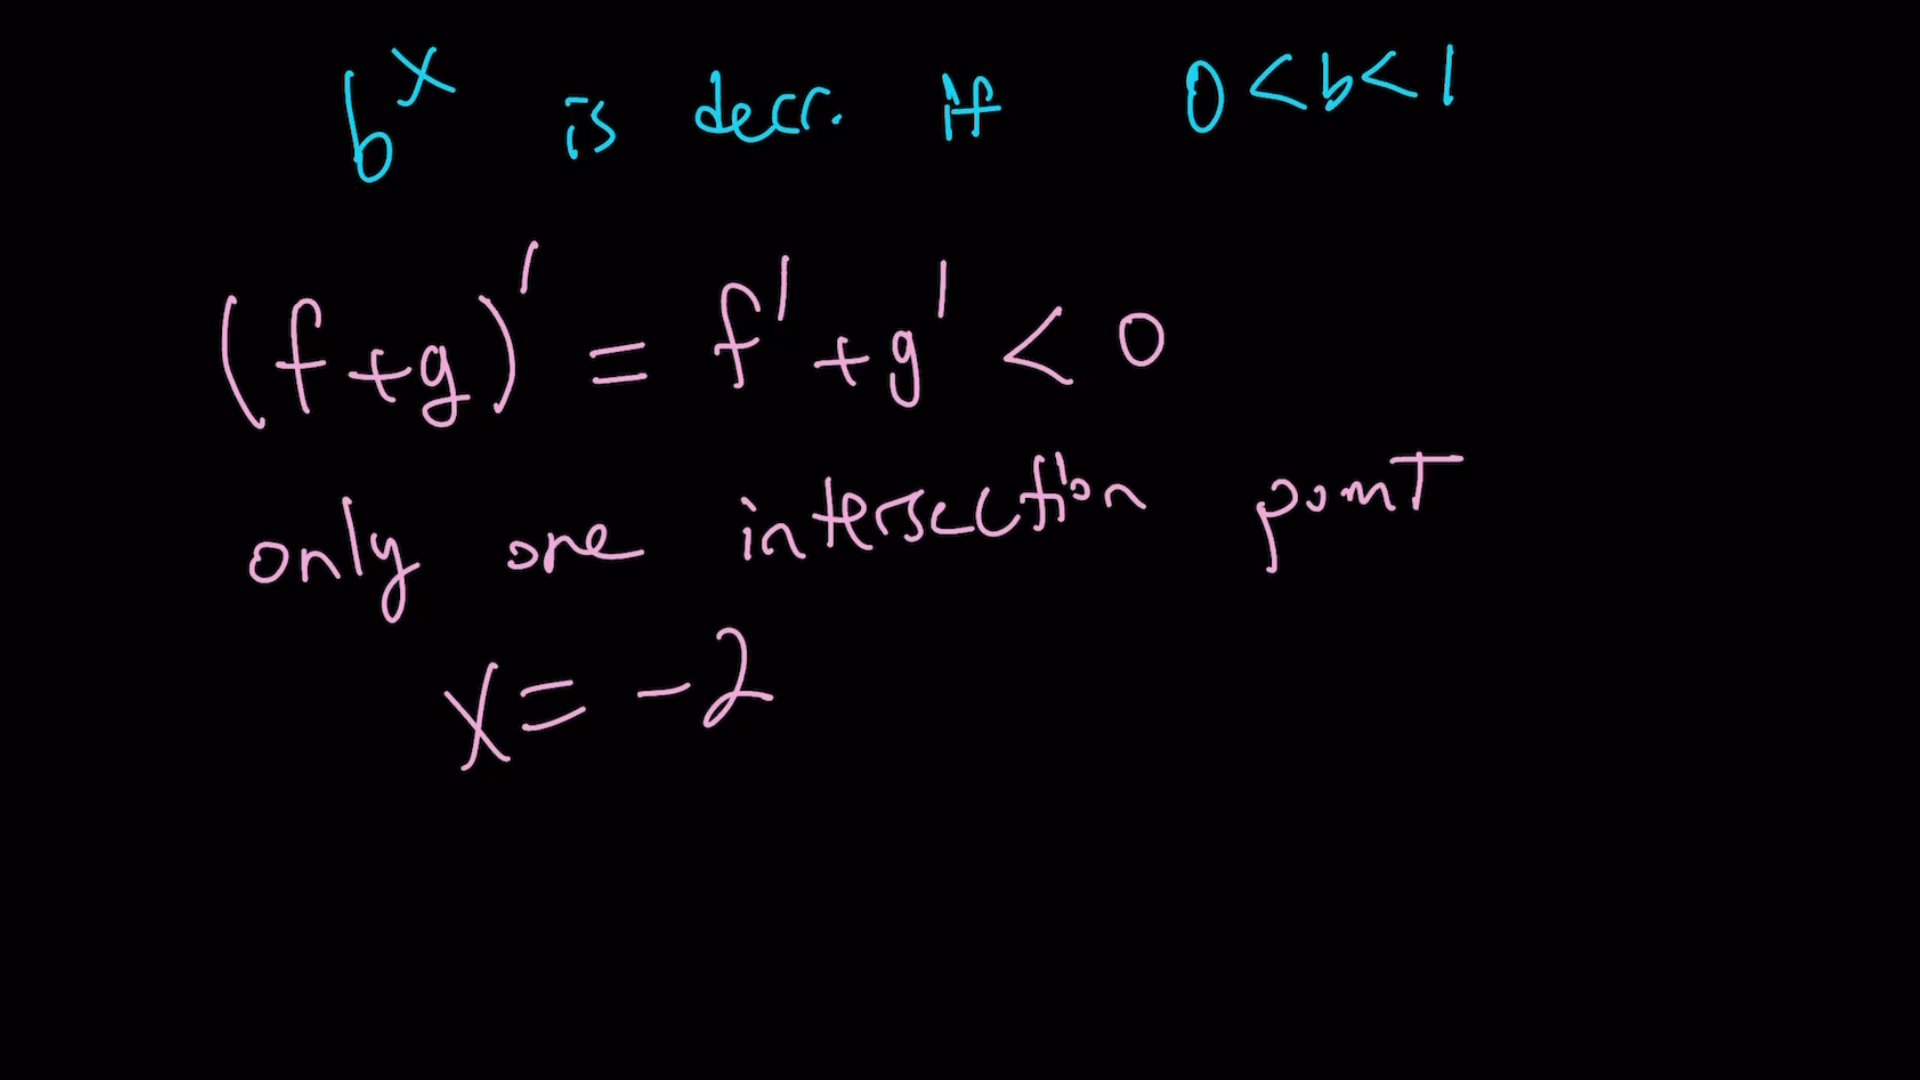 b^x is decr. if 0<b<1
(f+g)' = f'+g' < 0
only one intersection point
x = -2